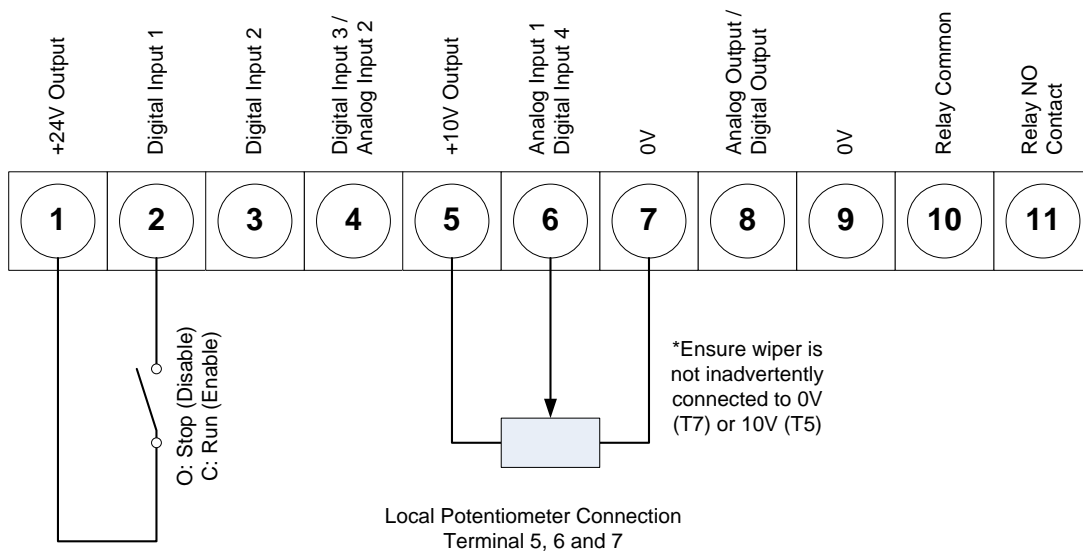 +24V Output
Digital Input 1
Digital Input 2
Digital Input 3 /
Analog Input 2
+10V Output
Analog Input 1
Digital Input 4
0V
Analog Output /
Digital Output
0V
Relay Common
Relay NO
Contact
1
2
3
4
5
6
7
8
9
10
11
O: Stop (Disable)
C: Run (Enable)
*Ensure wiper is
not inadvertently
connected to 0V
(T7) or 10V (T5)
Local Potentiometer Connection
Terminal 5, 6 and 7